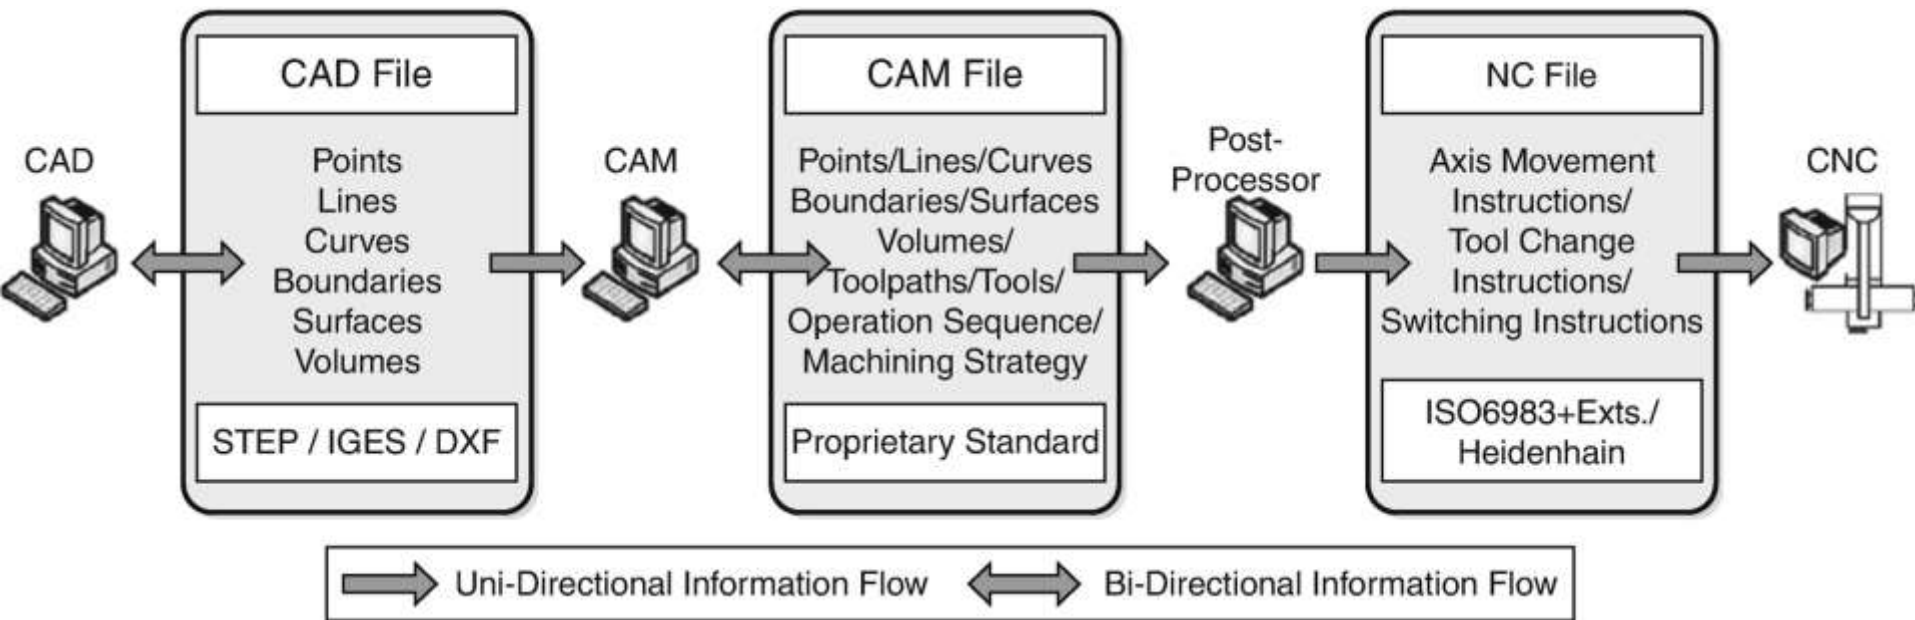 CAD
CAD File
Points
Lines
Curves
Boundaries
Surfaces
Volumes
STEP / IGES / DXF
CAM
CAM File
Points/Lines/Curves
Boundaries/Surfaces
Volumes/
Toolpaths/Tools/
Operation Sequence/
Machining Strategy
Proprietary Standard
Post-
Processor
NC File
Axis Movement
Instructions/
Tool Change
Instructions/
Switching Instructions
ISO6983+Exts./
Heidenhain
CNC
Uni-Directional Information Flow
Bi-Directional Information Flow